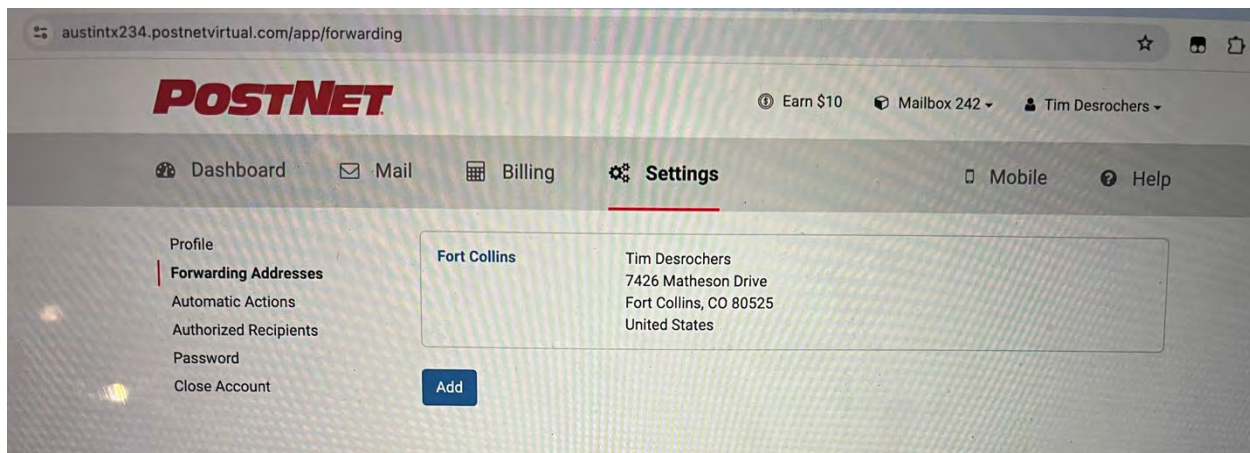 austintx234.postnetvirtual.com/app/forwarding
POSTNET
Earn $10
Mailbox 242
Tim Desrochers
Dashboard
Mail
Billing
Settings
Mobile
Help
Profile
Forwarding Addresses
Automatic Actions
Authorized Recipients
Password
Close Account
Fort Collins
Tim Desrochers
7426 Matheson Drive
Fort Collins, CO 80525
United States
Add